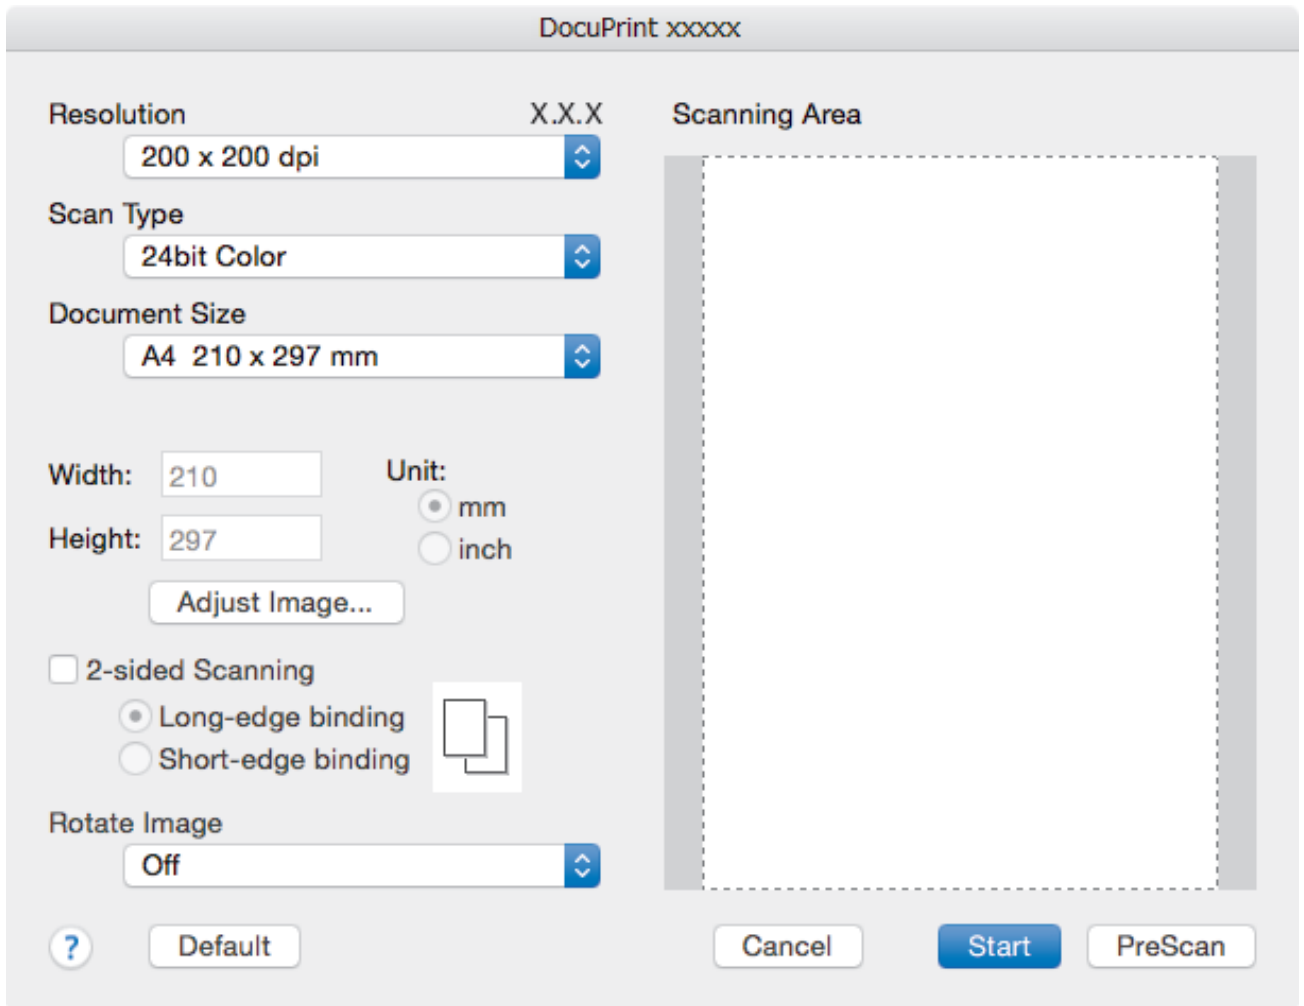 DocuPrint xxxxx
Resolution X.X.X
200 x 200 dpi
Scan Type
24bit Color
Document Size
A4  210 x 297 mm
Width: 210
Height: 297
Unit:
mm
inch
Adjust Image...
2-sided Scanning
Long-edge binding
Short-edge binding
Rotate Image
Off
? Default
Scanning Area
Cancel Start PreScan